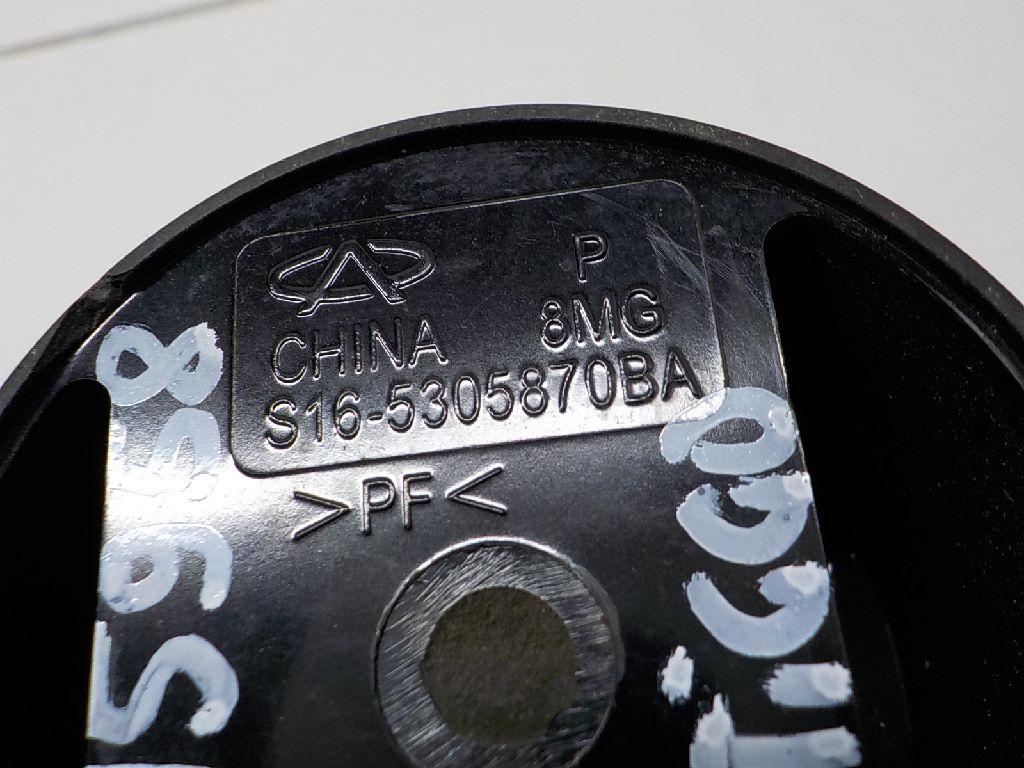 P
CHINA 8MG
S16-5305870BA
>PF<
TiGGO